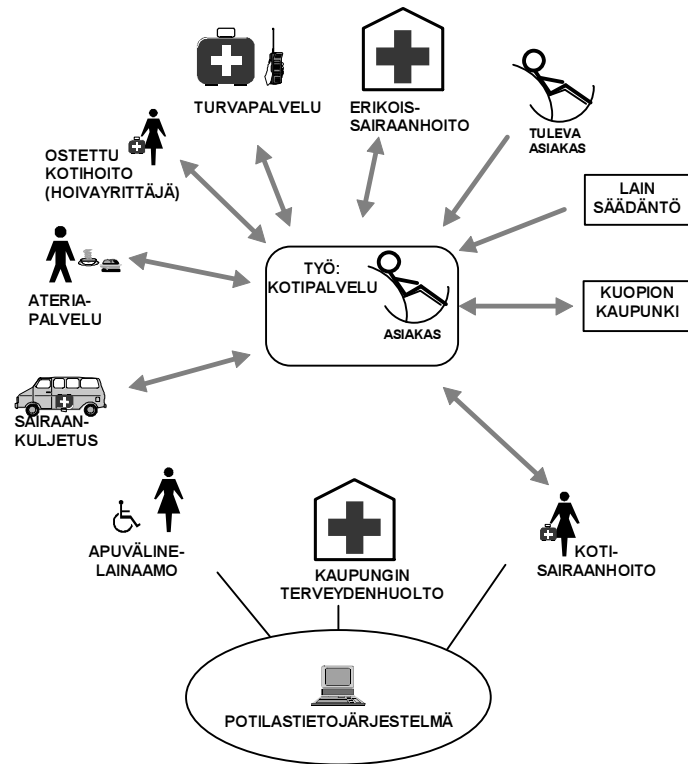 TURVAPALVELU
ERIKOIS-
SAIRAANHOITO
TULEVA
ASIAKAS
OSTETTU
KOTIHOITO
(HOIVAYRITTÄJÄ)
LAIN
SÄÄDÄNTÖ
ATERIA-
PALVELU
TYÖ:
KOTIPALVELU
ASIAKAS
KUOPION
KAUPUNKI
SAIRAAN-
KULJETUS
APUVÄLINE-
LAINAAMO
KAUPUNGIN
TERVEYDENHUOLTO
KOTI-
SAIRAANHOITO
POTILASTIETOJÄRJESTELMÄ